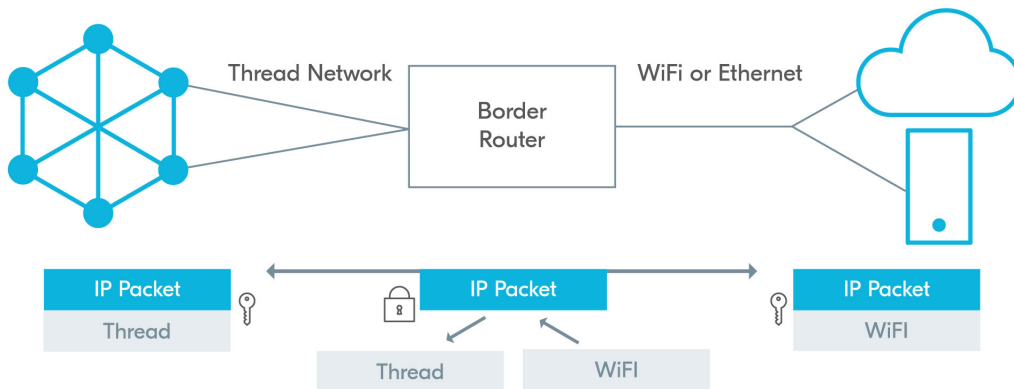 Thread Network
WiFi or Ethernet
Border
Router
IP Packet
IP Packet
IP Packet
Thread
WiFI
Thread
WiFI